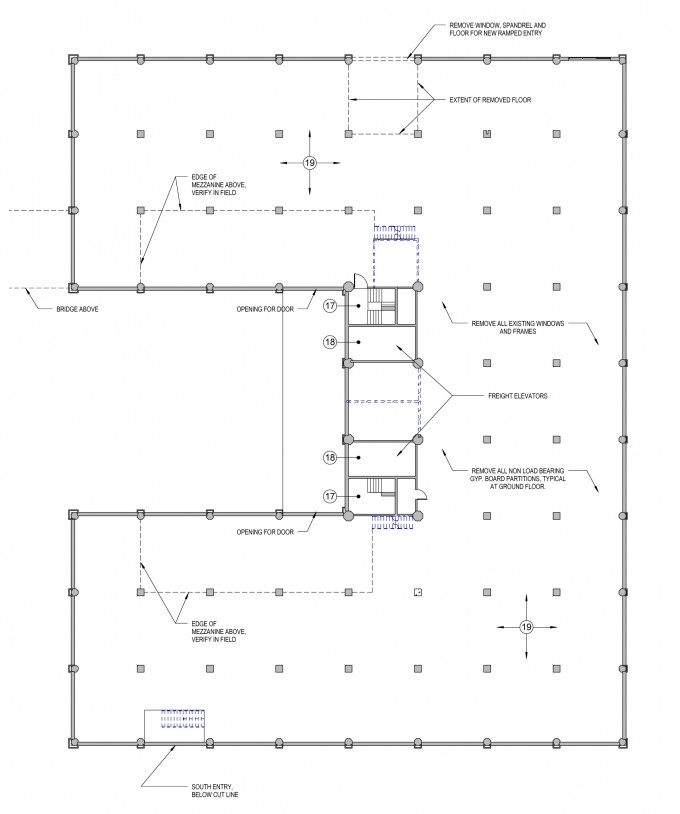 REMOVE WINDOW, SPANDREL AND
FLOOR FOR NEW RAMPED ENTRY
EXTENT OF REMOVED FLOOR
19
EDGE OF
MEZZANINE ABOVE,
VERIFY IN FIELD
BRIDGE ABOVE
OPENING FOR DOOR
17
REMOVE ALL EXISTING WINDOWS
AND FRAMES
18
FREIGHT ELEVATORS
18
REMOVE ALL NON LOAD BEARING
GYP. BOARD PARTITIONS, TYPICAL
AT GROUND FLOOR.
17
OPENING FOR DOOR
EDGE OF
MEZZANINE ABOVE,
VERIFY IN FIELD
19
SOUTH ENTRY,
BELOW CUT LINE